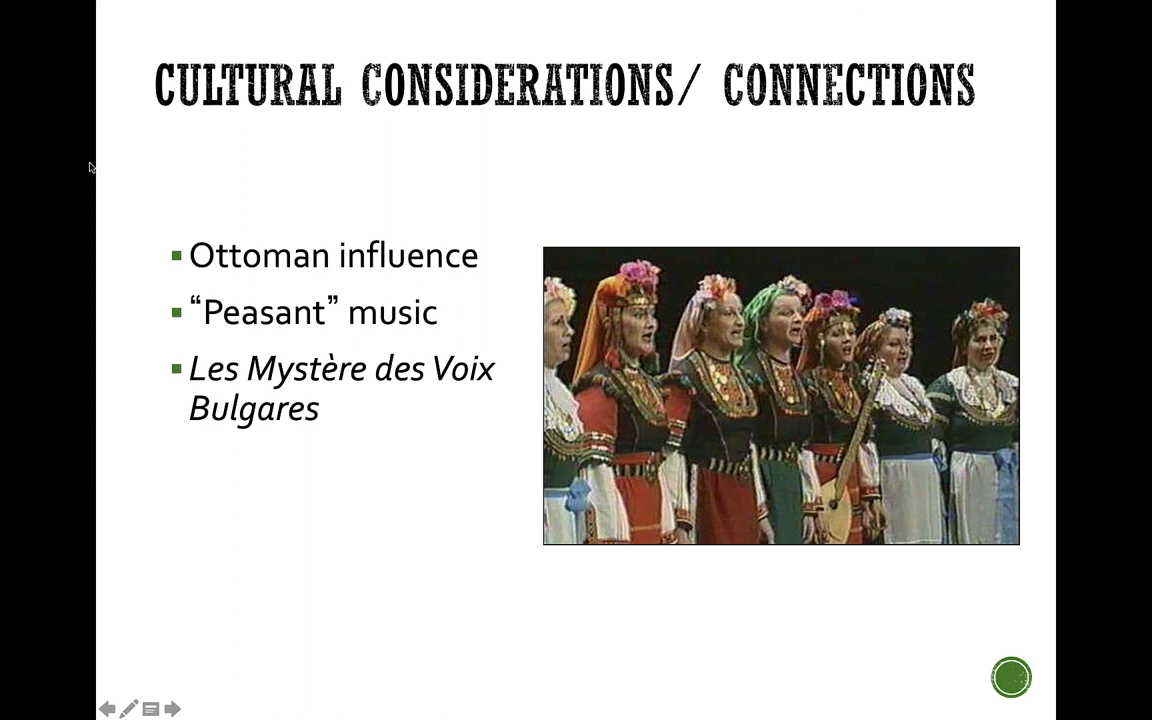 CULTURAL CONSIDERATIONS/ CONNECTIONS
Ottoman influence
“Peasant” music
Les Mystère des Voix
Bulgares